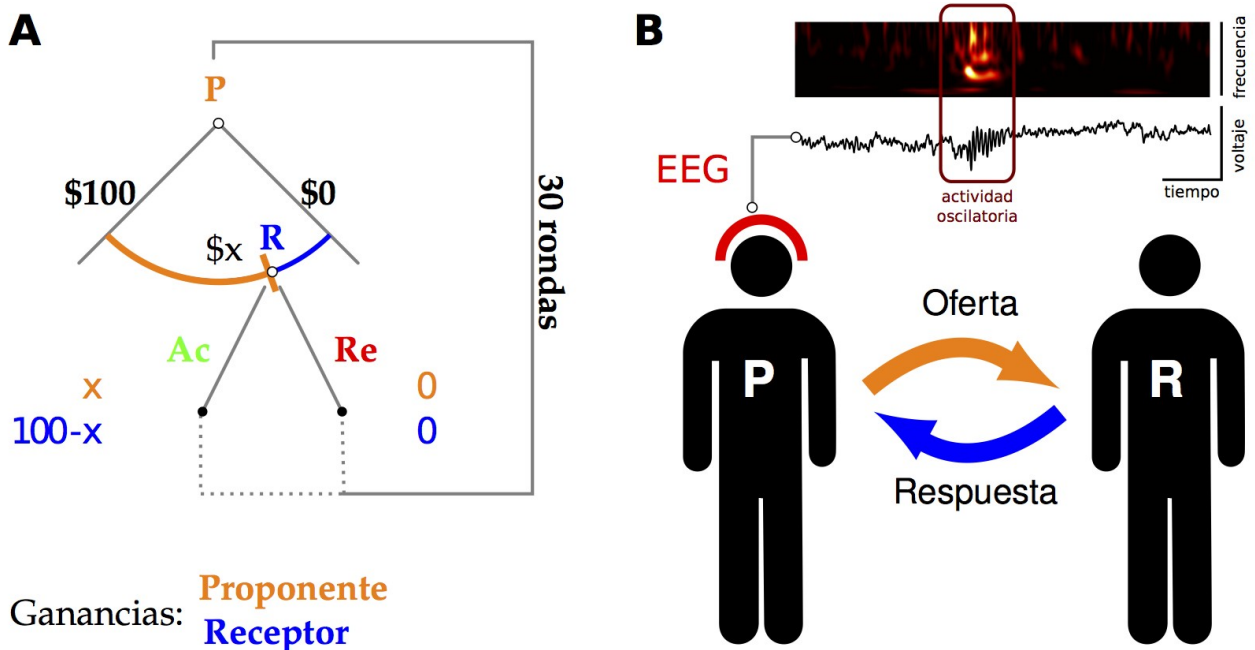 A
P
$100
$0
$x
R
30 rondas
Ac
Re
x
0
100-x
0
Ganancias:
Proponente
Receptor
B
frecuencia
voltaje
EEG
tiempo
actividad
oscilatoria
Oferta
P
R
Respuesta